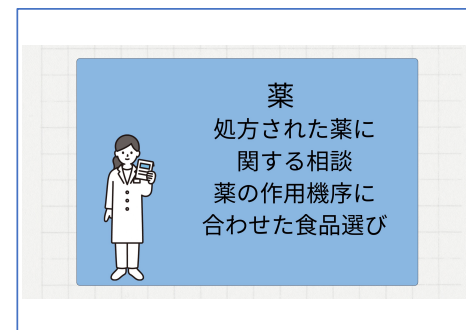 薬
処方された薬に
関する相談
薬の作用機序に
合わせた食品選び